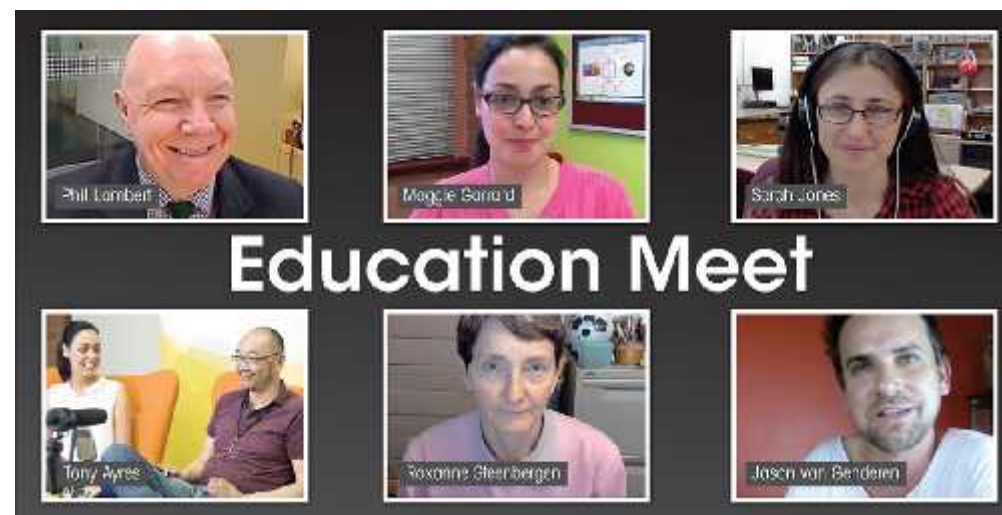 Phil Lambert
Maggie Garrard
Sarah Jones
Education Meet
Tony Ayres
Roxanne Steenbergen
Jason van Genderen